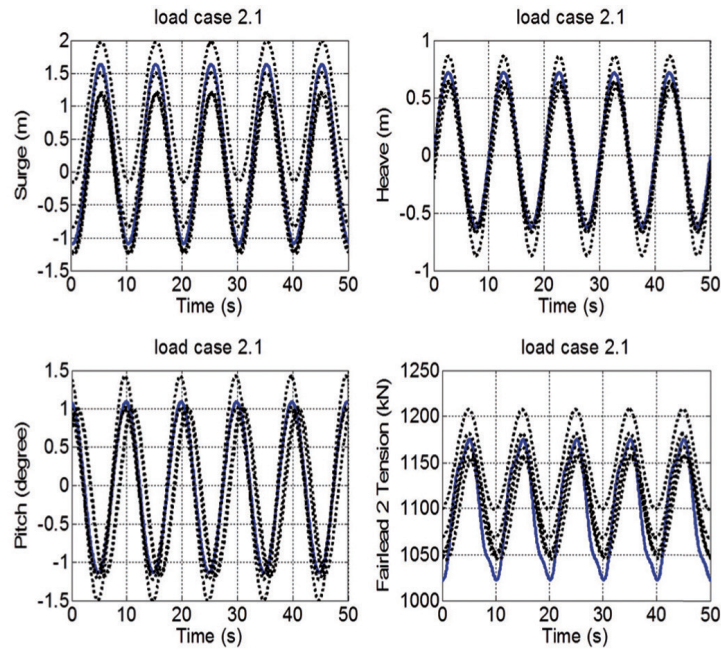 load case 2.1
Surge (m)
2
1.5
1
0.5
0
-0.5
-1
-1.5
0 10 20 30 40 50
Time (s)
load case 2.1
Heave (m)
1
0.5
0
-0.5
-1
0 10 20 30 40 50
Time (s)
load case 2.1
Pitch (degree)
1.5
1
0.5
0
-0.5
-1
-1.5
0 10 20 30 40 50
Time (s)
load case 2.1
Fairlead 2 Tension (kN)
1250
1200
1150
1100
1050
1000
0 10 20 30 40 50
Time (s)